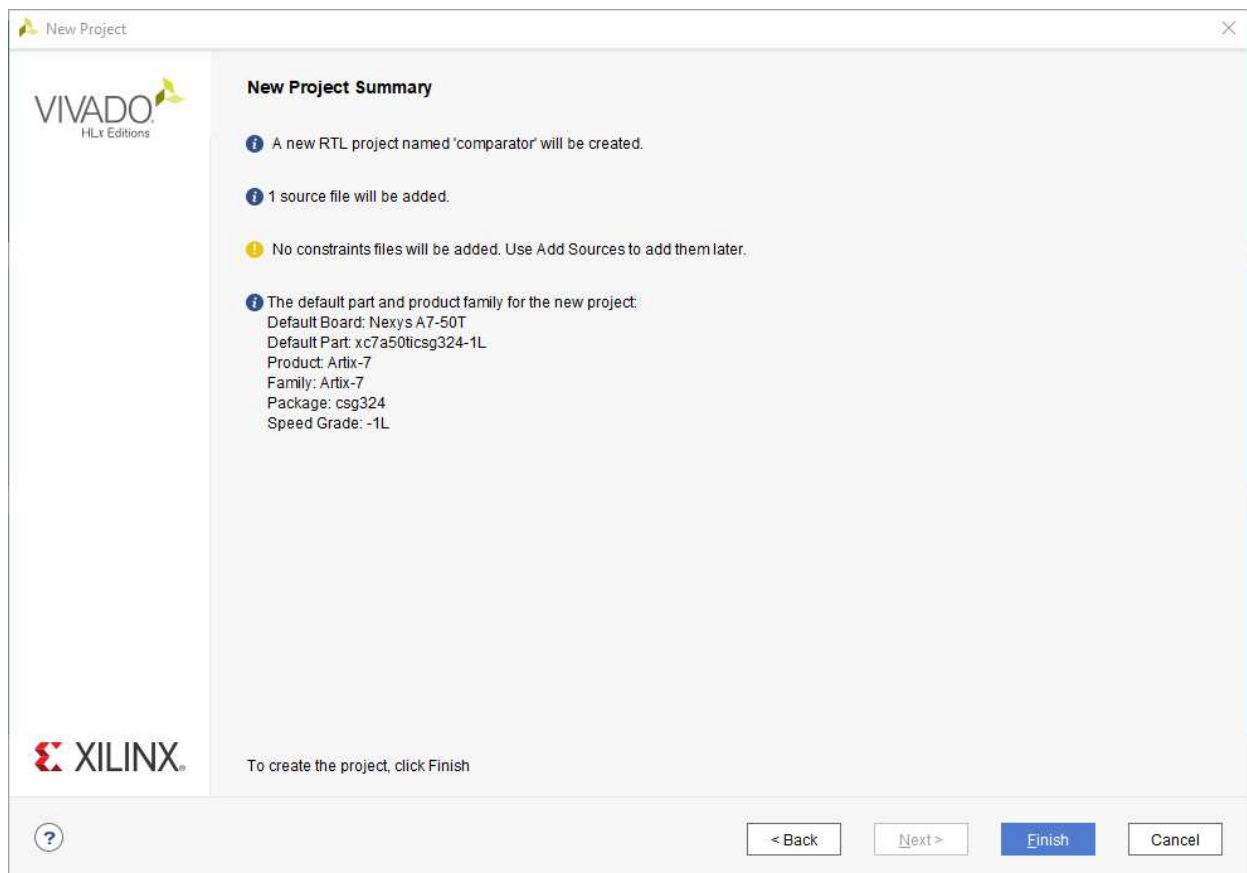 New Project
VIVADO
HLx Editions
New Project Summary
A new RTL project named 'comparator' will be created.
1 source file will be added.
No constraints files will be added. Use Add Sources to add them later.
The default part and product family for the new project:
Default Board: Nexys A7-50T
Default Part: xc7a50ticsg324-1L
Product: Artix-7
Family: Artix-7
Package: csg324
Speed Grade: -1L
XILINX
To create the project, click Finish
?
< Back
Next >
Finish
Cancel